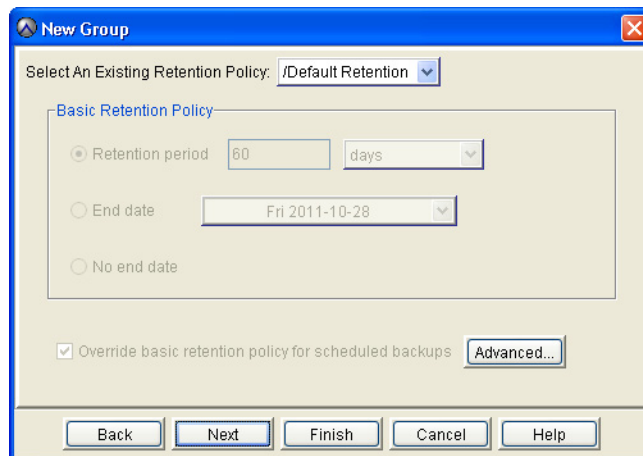 New Group
Select An Existing Retention Policy: /Default Retention
Basic Retention Policy
Retention period 60 days
End date Fri 2011-10-28
No end date
Override basic retention policy for scheduled backups Advanced...
Back Next Finish Cancel Help